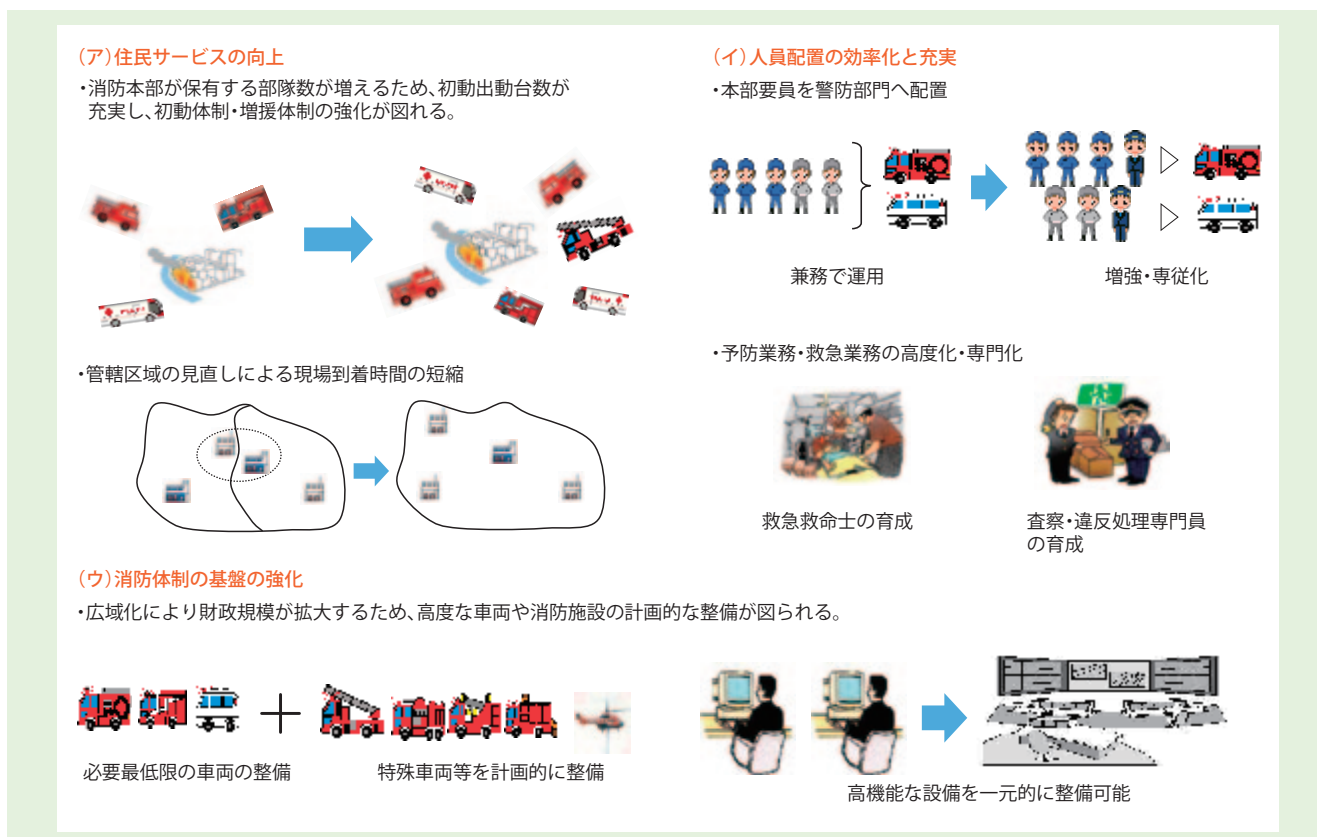 （ア）住民サービスの向上
・消防本部が保有する部隊数が増えるため、初動出動台数が
充実し、初動体制・増援体制の強化が図れる。
・管轄区域の見直しによる現場到着時間の短縮
（イ）人員配置の効率化と充実
・本部要員を警防部門へ配置
兼務で運用
増強・専従化
・予防業務・救急業務の高度化・専門化
救急救命士の育成
査察・違反処理専門員
の育成
（ウ）消防体制の基盤の強化
・広域化により財政規模が拡大するため、高度な車両や消防施設の計画的な整備が図られる。
必要最低限の車両の整備
特殊車両等を計画的に整備
高機能な設備を一元的に整備可能